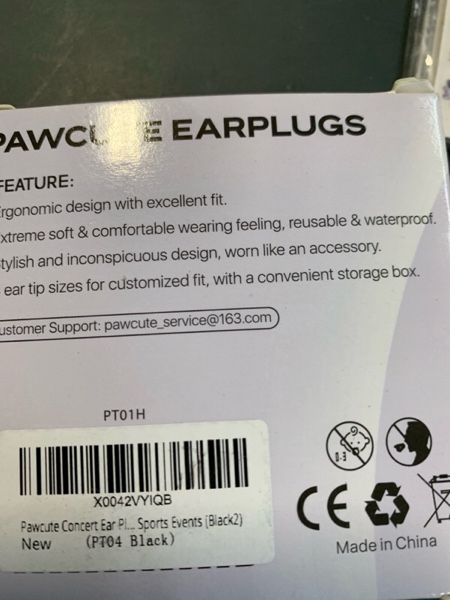 PAWCUTE EARPLUGS
FEATURE:
rgonomic design with excellent fit.
xtreme soft & comfortable wearing feeling, reusable & waterproof.
tylish and inconspicuous design, worn like an accessory.
ear tip sizes for customized fit, with a convenient storage box.
ustomer Support: pawcute_service@163.com
PT01H
X0042VYIQB
Pawcute Concert Ear Pl... Sports Events (Black2)
New (PT04 Black)
0-3
CE
Made in China